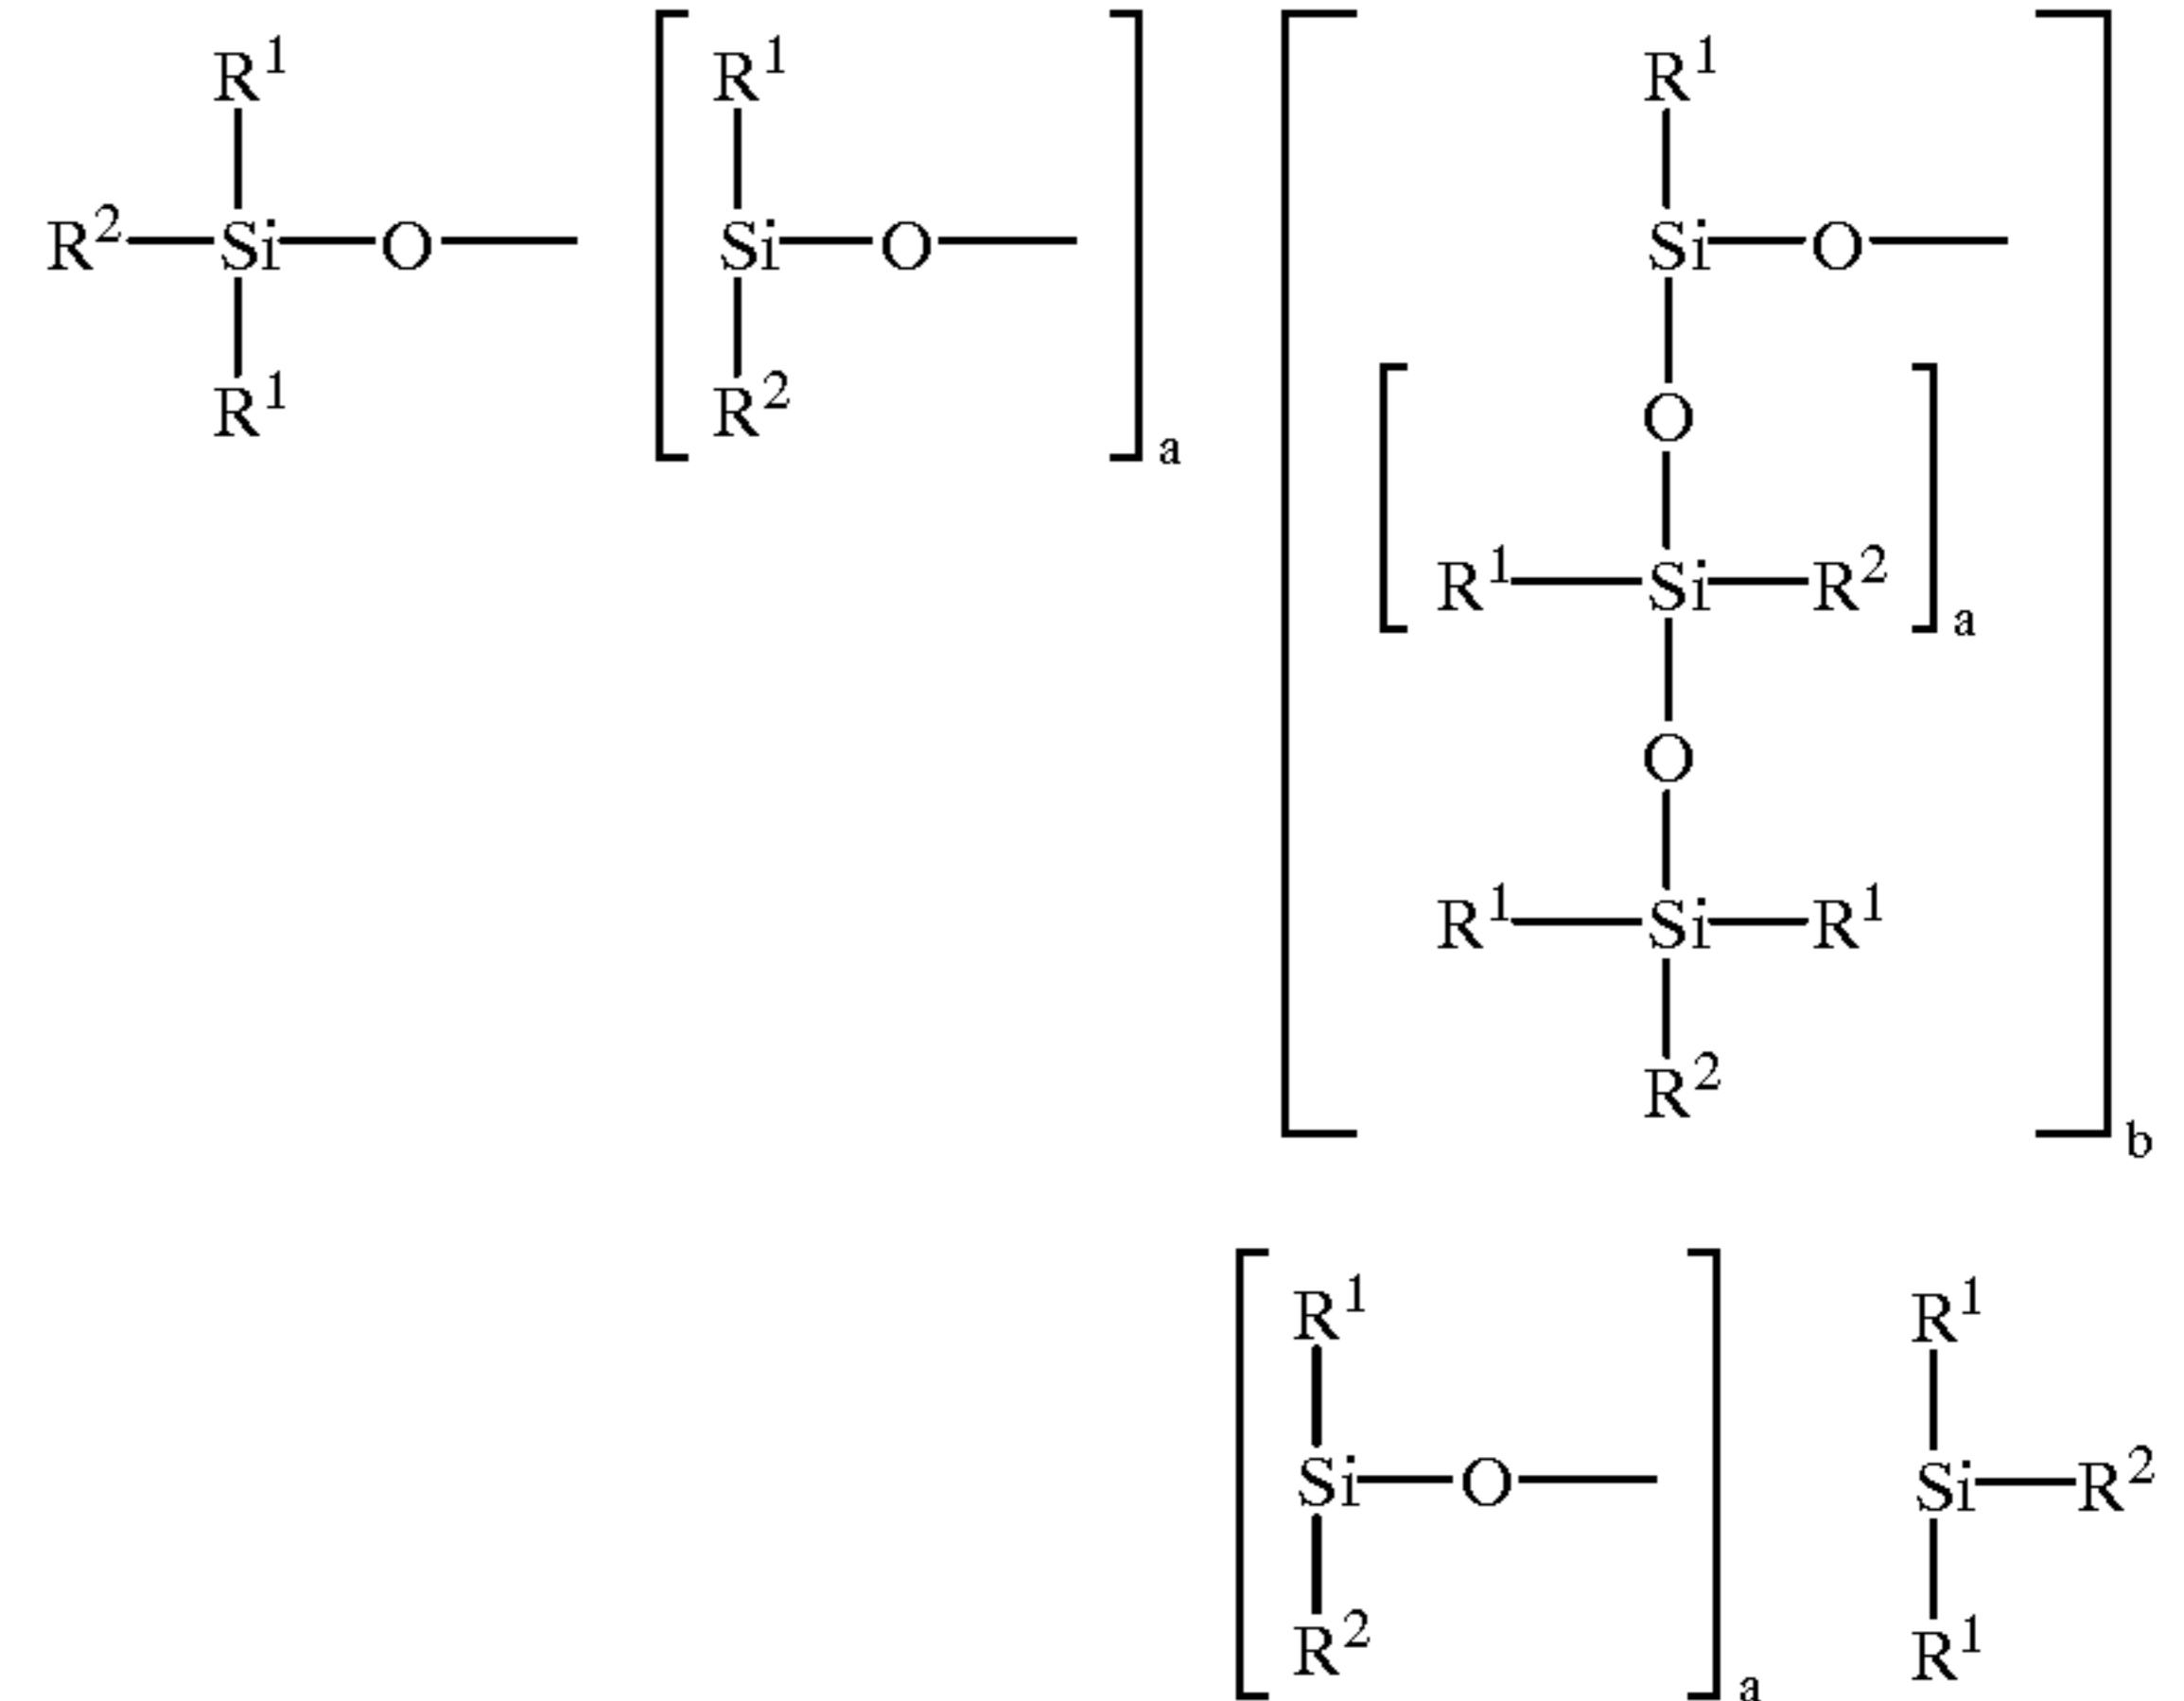 R¹ R¹ R¹
R²—Si—O— Si—O— Si—O—
R¹ R² a O
R¹—Si—R² a
O
R¹—Si—R¹
R²
b
R¹ R¹
Si—O— Si—R²
R² R¹
a